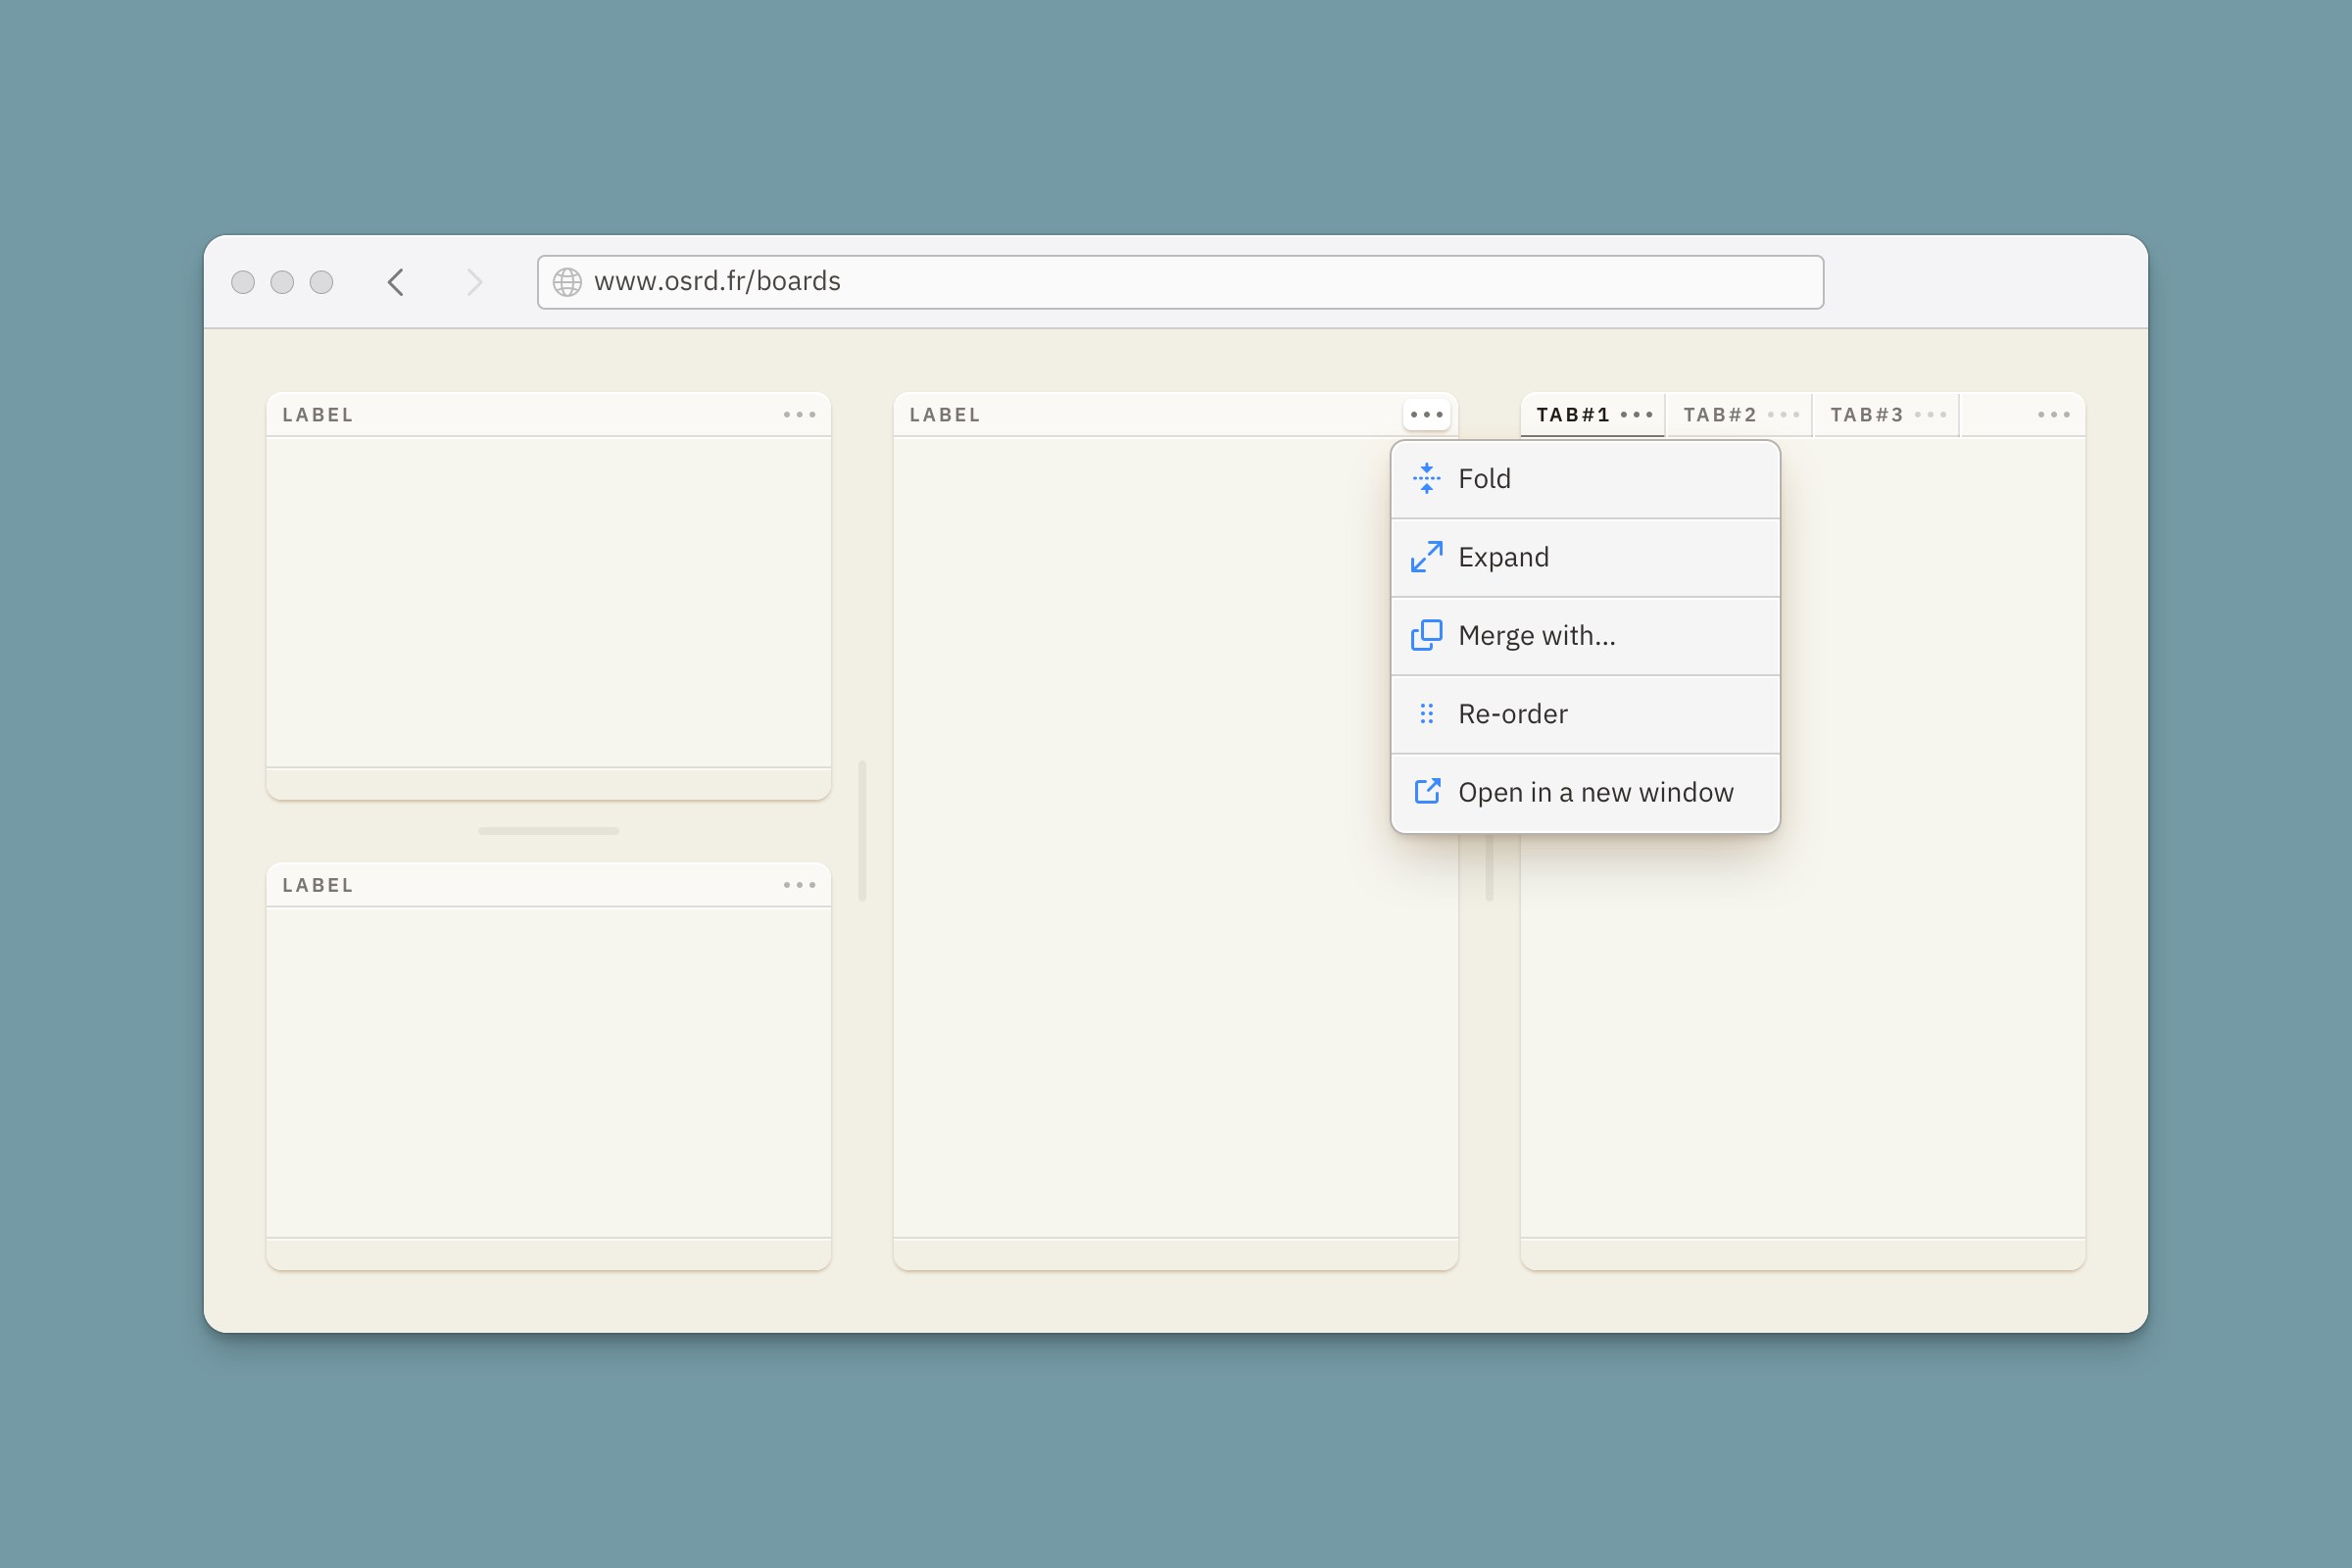 www.osrd.fr/boards
LABEL
LABEL
TAB#1
TAB#2
TAB#3
Fold
Expand
Merge with...
Re-order
Open in a new window
LABEL